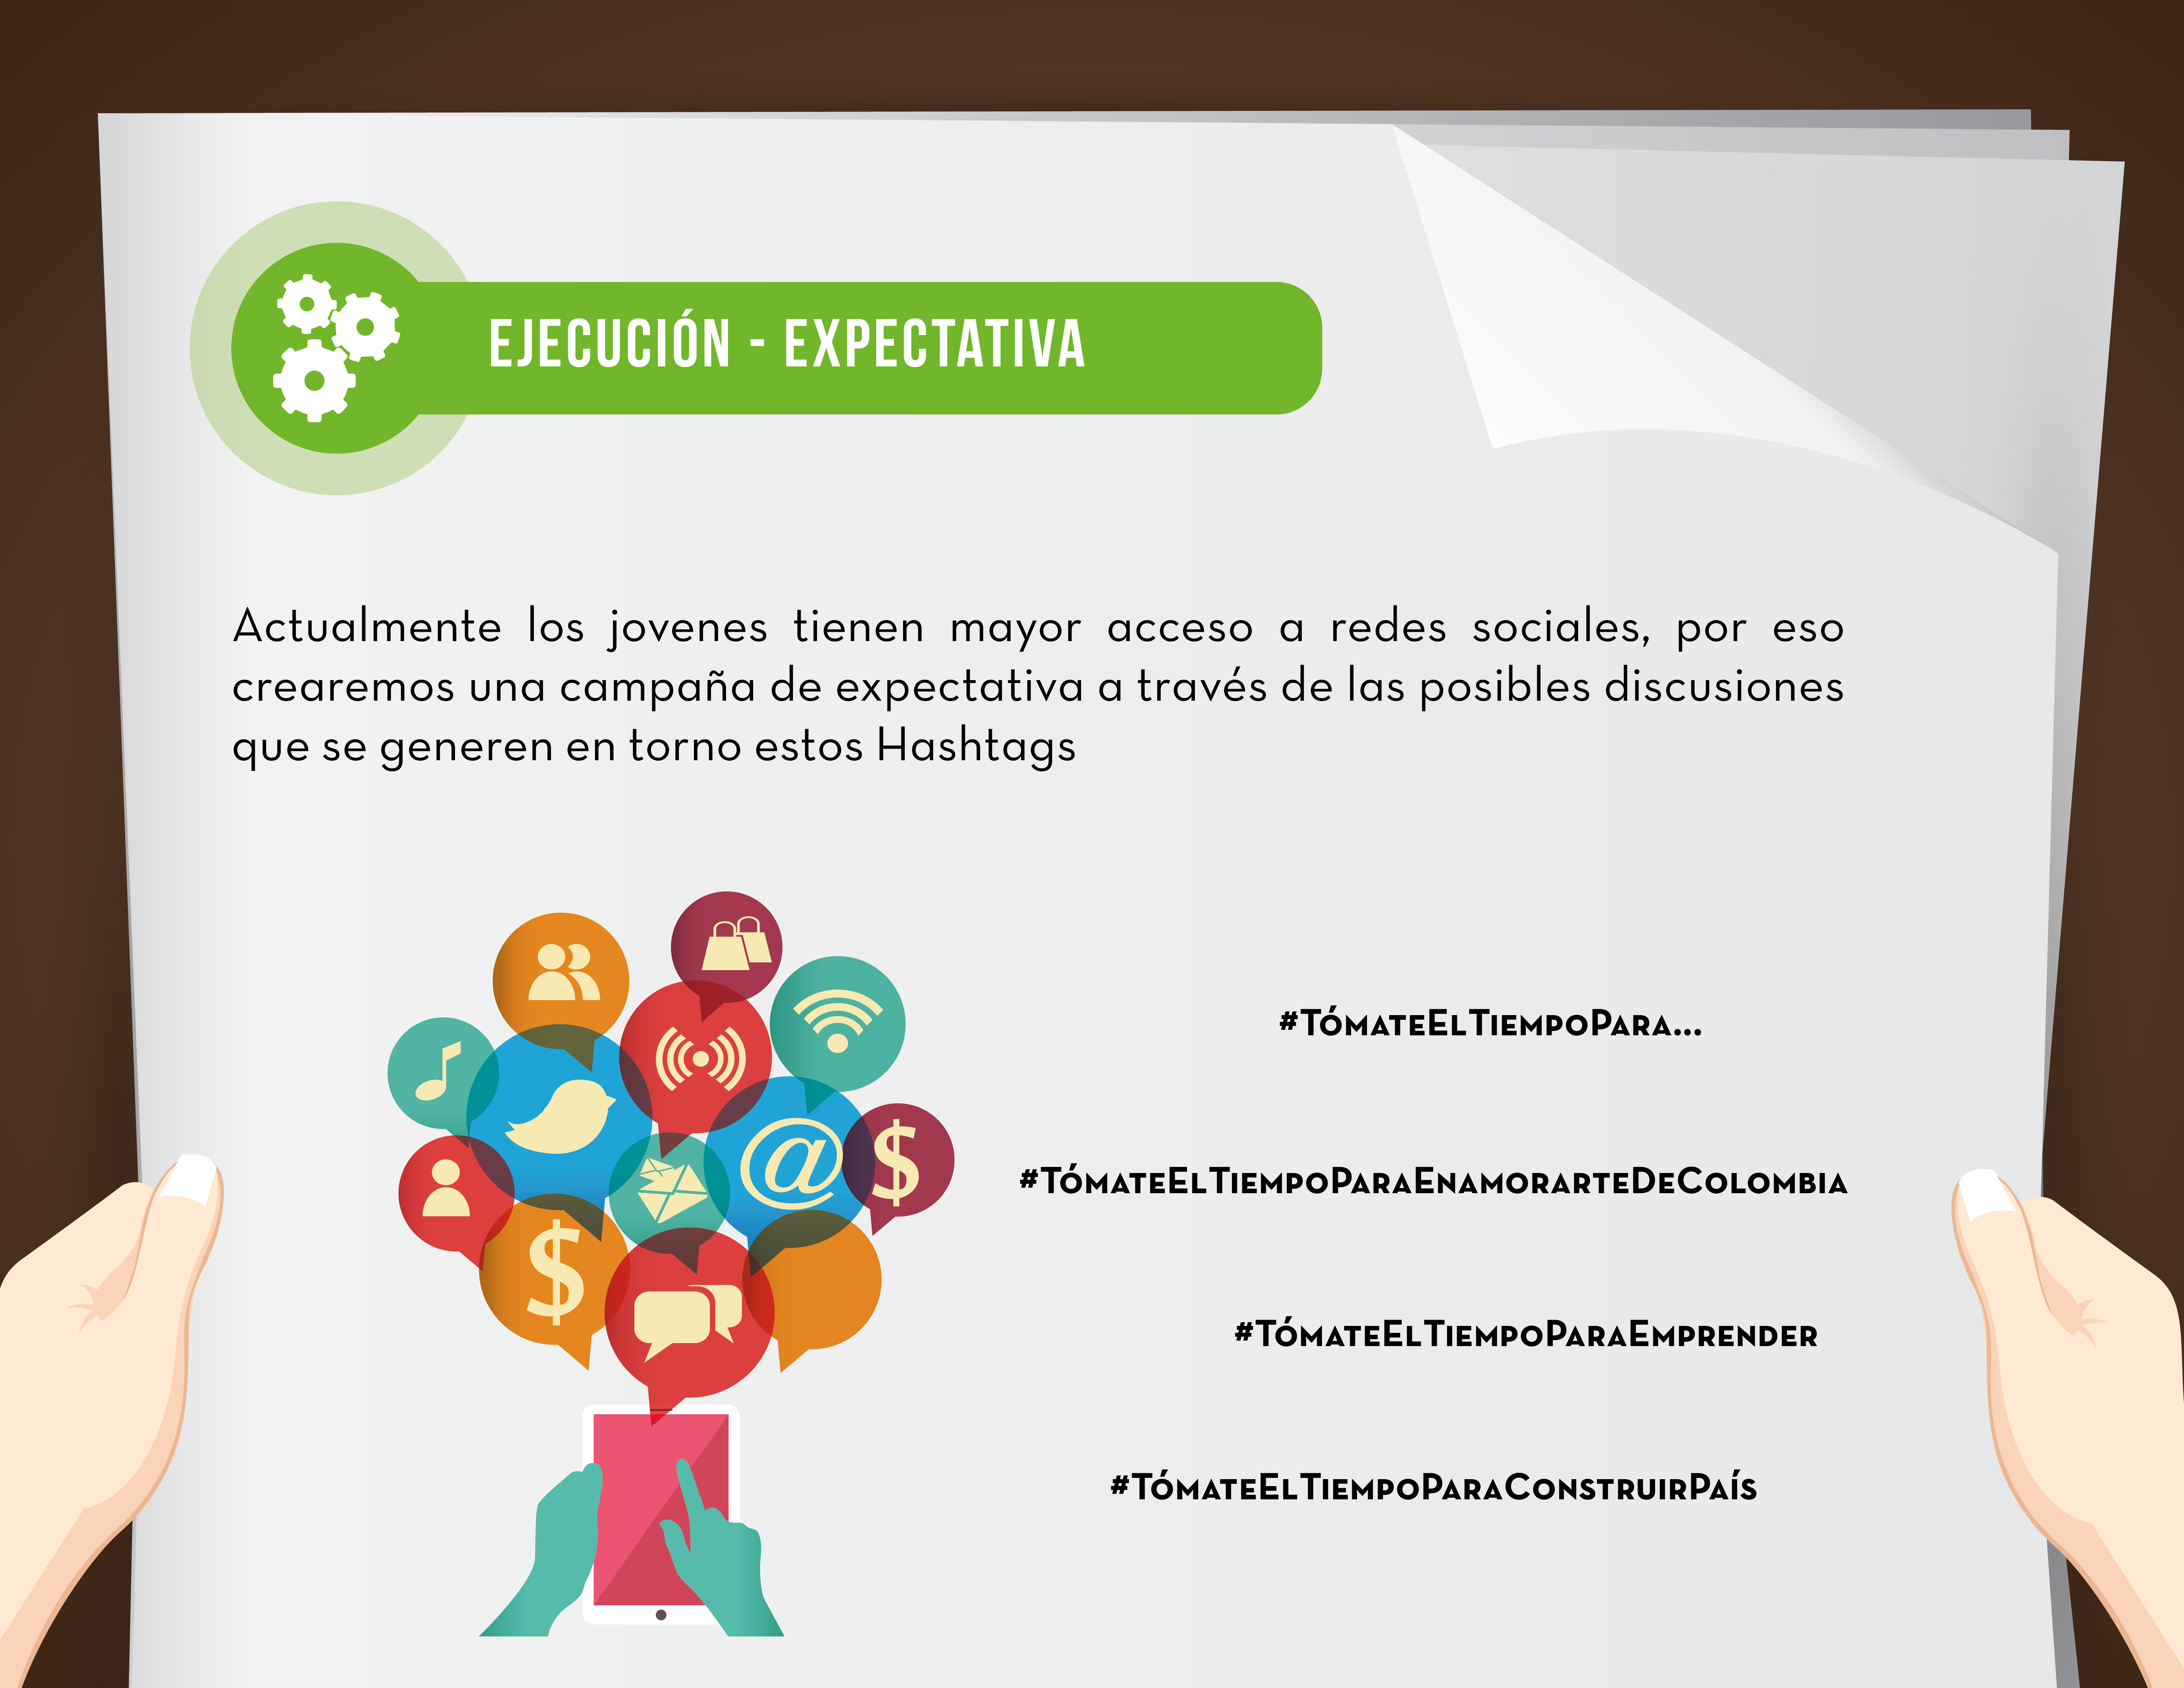 EJECUCIÓN - EXPECTATIVA
Actualmente los jovenes tienen mayor acceso a redes sociales, por eso
crearemos una campaña de expectativa a través de las posibles discusiones
que se generen en torno estos Hashtags
#TómateElTiempoPara...
#TómateElTiempoParaEnamorarteDeColombia
#TómateElTiempoParaEmprender
#TómateElTiempoParaConstruirPaís
@
$
$